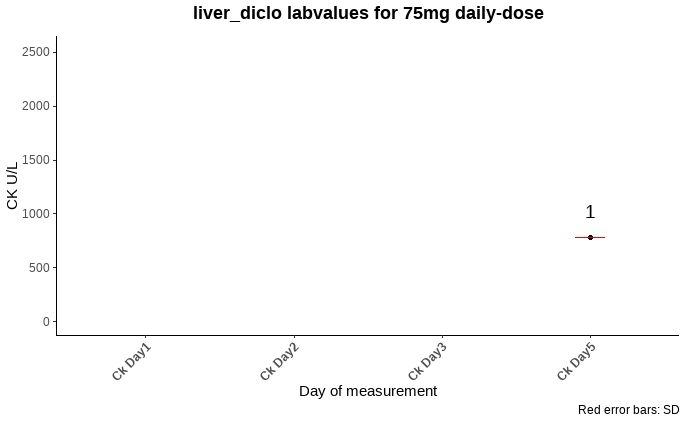 liver_diclo labvalues for 75mg daily-dose
CK U/L
2500
2000
1500
1000
500
0
1
Ck Day1
Ck Day2
Ck Day3
Ck Day5
Day of measurement
Red error bars: SD